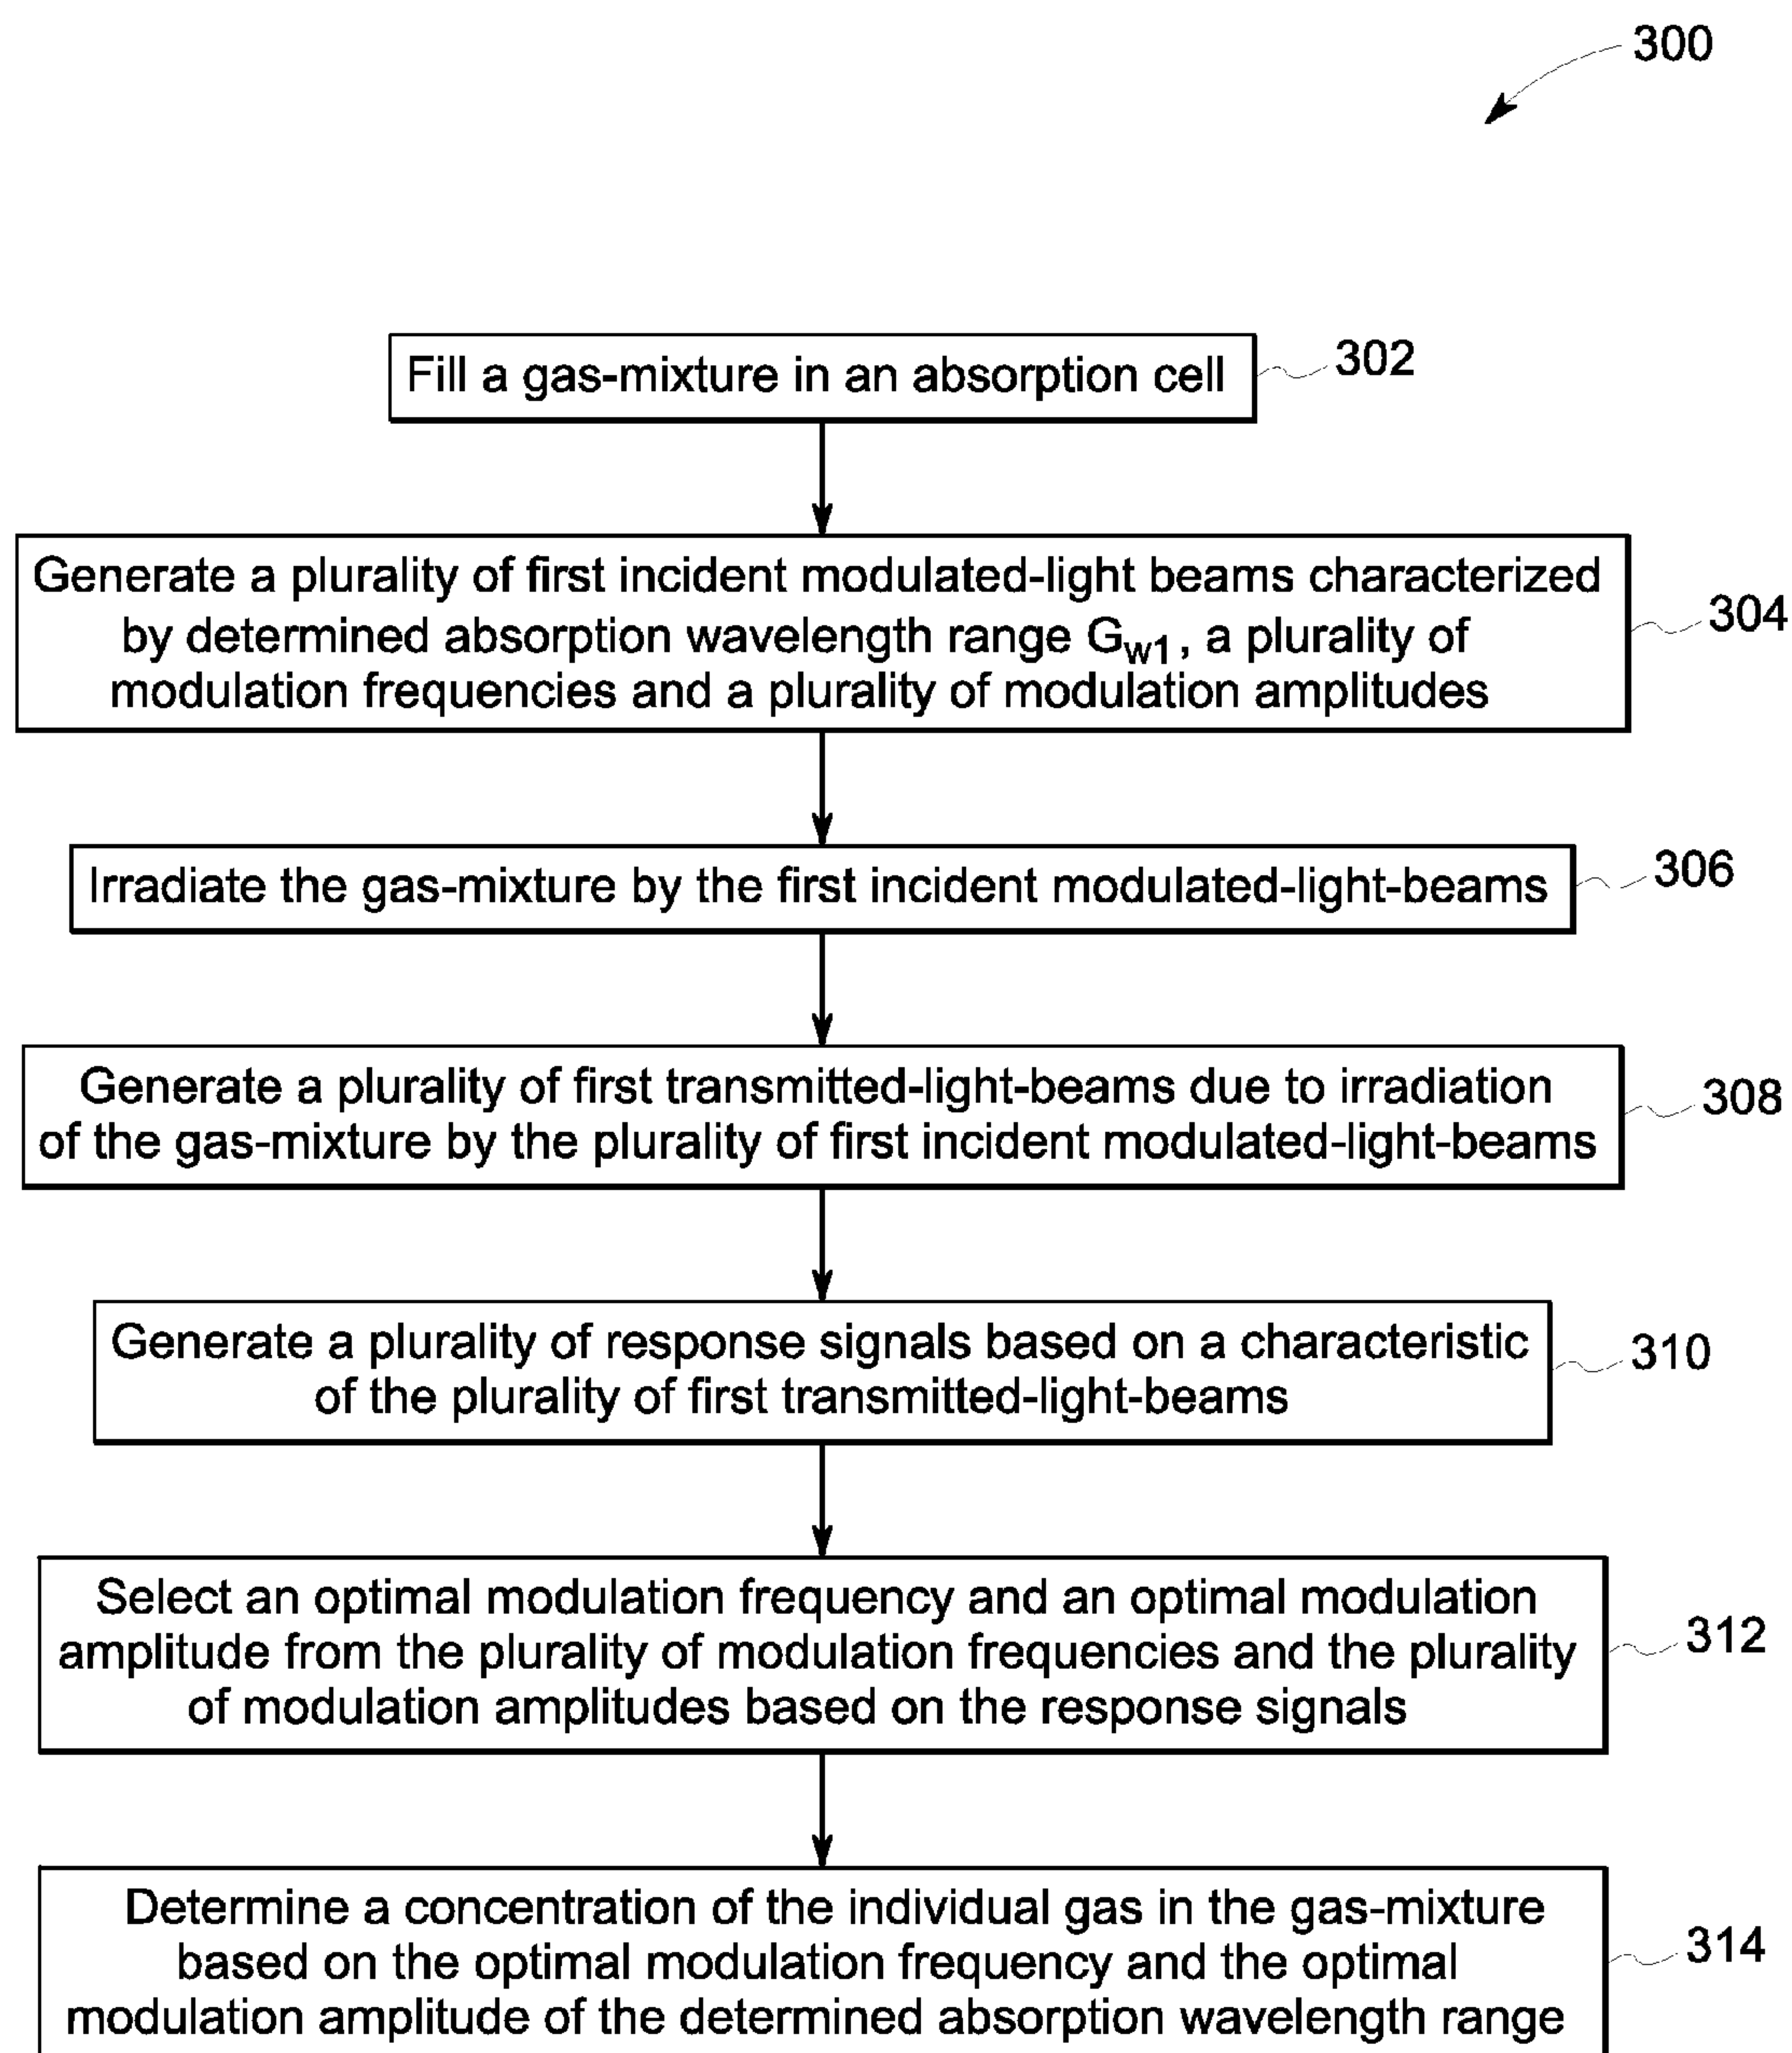 300
Fill a gas-mixture in an absorption cell
302
Generate a plurality of first incident modulated-light beams characterized
by determined absorption wavelength range Gw1, a plurality of
modulation frequencies and a plurality of modulation amplitudes
304
Irradiate the gas-mixture by the first incident modulated-light-beams
306
Generate a plurality of first transmitted-light-beams due to irradiation
of the gas-mixture by the plurality of first incident modulated-light-beams
308
Generate a plurality of response signals based on a characteristic
of the plurality of first transmitted-light-beams
310
Select an optimal modulation frequency and an optimal modulation
amplitude from the plurality of modulation frequencies and the plurality
of modulation amplitudes based on the response signals
312
Determine a concentration of the individual gas in the gas-mixture
based on the optimal modulation frequency and the optimal
modulation amplitude of the determined absorption wavelength range
314